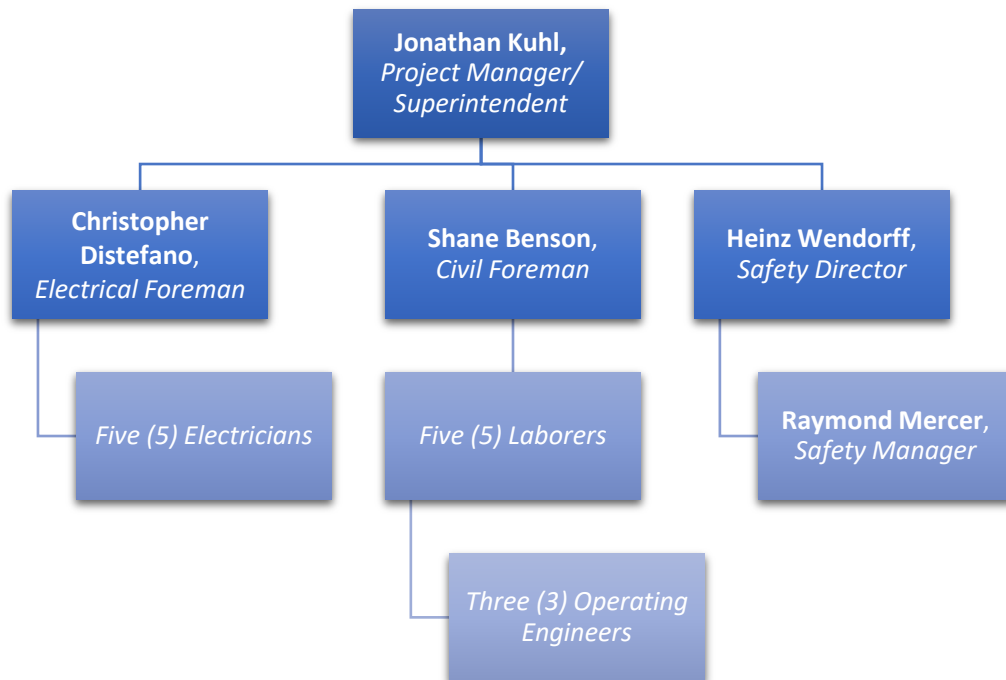 Jonathan Kuhl,
Project Manager/
Superintendent
Christopher
Distefano,
Electrical Foreman
Shane Benson,
Civil Foreman
Heinz Wendorff,
Safety Director
Five (5) Electricians
Five (5) Laborers
Raymond Mercer,
Safety Manager
Three (3) Operating
Engineers